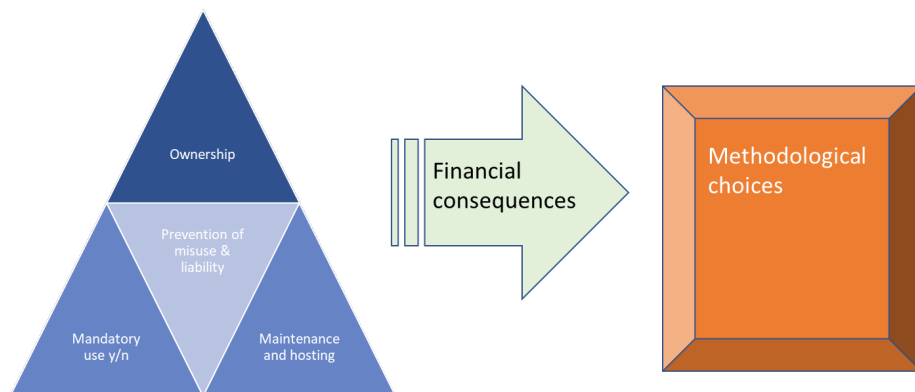 Ownership
Prevention of
misuse &
liability
Mandatory
use y/n
Maintenance
and hosting
Financial
consequences
Methodological
choices